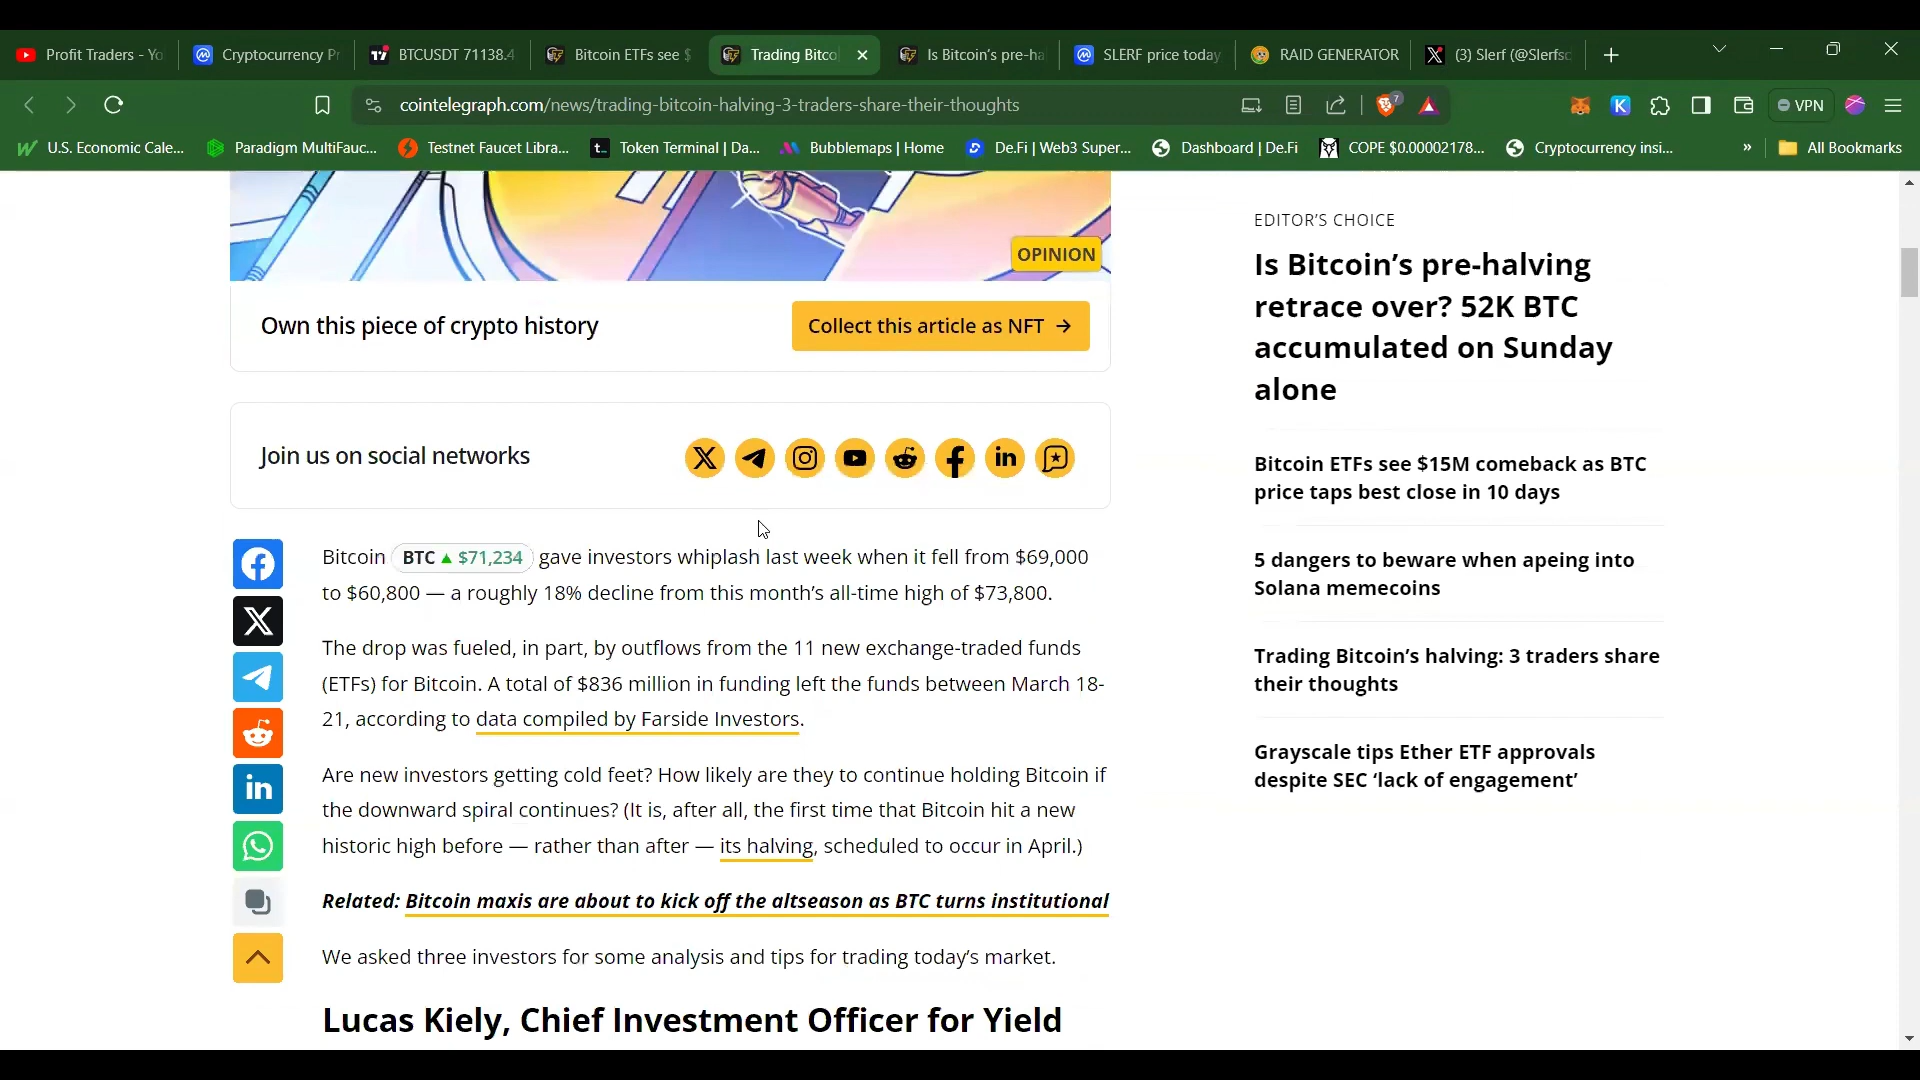 Profit Traders - Yo
Cryptocurrency Pr
BTCUSDT 71138.4
Bitcoin ETFs see $
Trading Bitco
Is Bitcoin's pre-ha
SLERF price today
RAID GENERATOR
(3) Slerf (@Slerfsc
cointelegraph.com/news/trading-bitcoin-halving-3-traders-share-their-thoughts
7
K
VPN
U.S. Economic Cale...
Paradigm MultiFauc...
Testnet Faucet Libra...
Token Terminal | Da...
Bubblemaps | Home
De.Fi | Web3 Super...
Dashboard | De.Fi
COPE $0.00002178...
Cryptocurrency insi...
»
All Bookmarks
OPINION
Own this piece of crypto history
Collect this article as NFT →
Join us on social networks
Bitcoin BTC ▲ $71,234 gave investors whiplash last week when it fell from $69,000
to $60,800 — a roughly 18% decline from this month's all-time high of $73,800.
The drop was fueled, in part, by outflows from the 11 new exchange-traded funds
(ETFs) for Bitcoin. A total of $836 million in funding left the funds between March 18-
21, according to data compiled by Farside Investors.
Are new investors getting cold feet? How likely are they to continue holding Bitcoin if
the downward spiral continues? (It is, after all, the first time that Bitcoin hit a new
historic high before — rather than after — its halving, scheduled to occur in April.)
Related: Bitcoin maxis are about to kick off the altseason as BTC turns institutional
We asked three investors for some analysis and tips for trading today's market.
Lucas Kiely, Chief Investment Officer for Yield
EDITOR'S CHOICE
Is Bitcoin's pre-halving
retrace over? 52K BTC
accumulated on Sunday
alone
Bitcoin ETFs see $15M comeback as BTC
price taps best close in 10 days
5 dangers to beware when apeing into
Solana memecoins
Trading Bitcoin's halving: 3 traders share
their thoughts
Grayscale tips Ether ETF approvals
despite SEC 'lack of engagement'